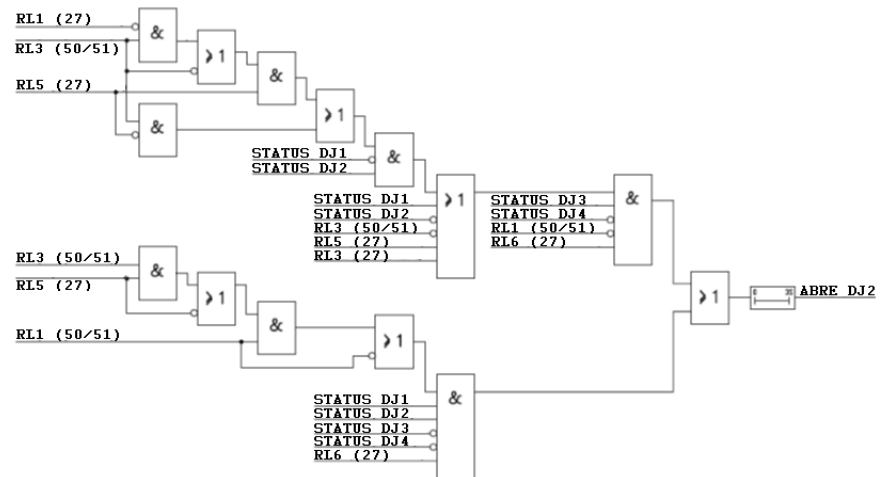 RL1 (27)
&
RL3 (50/51)
≥ 1
&
RL5 (27)
≥ 1
&
STATUS DJ1
&
STATUS DJ2
STATUS DJ1
≥ 1
STATUS DJ3
&
STATUS DJ2
STATUS DJ4
RL3 (50/51)
RL1 (50/51)
RL5 (27)
RL6 (27)
RL3 (27)
RL3 (50/51)
&
RL5 (27)
≥ 1
≥ 1
0 3S
ABRE DJ2
&
RL1 (50/51)
≥ 1
STATUS DJ1
&
STATUS DJ2
STATUS DJ3
STATUS DJ4
RL6 (27)